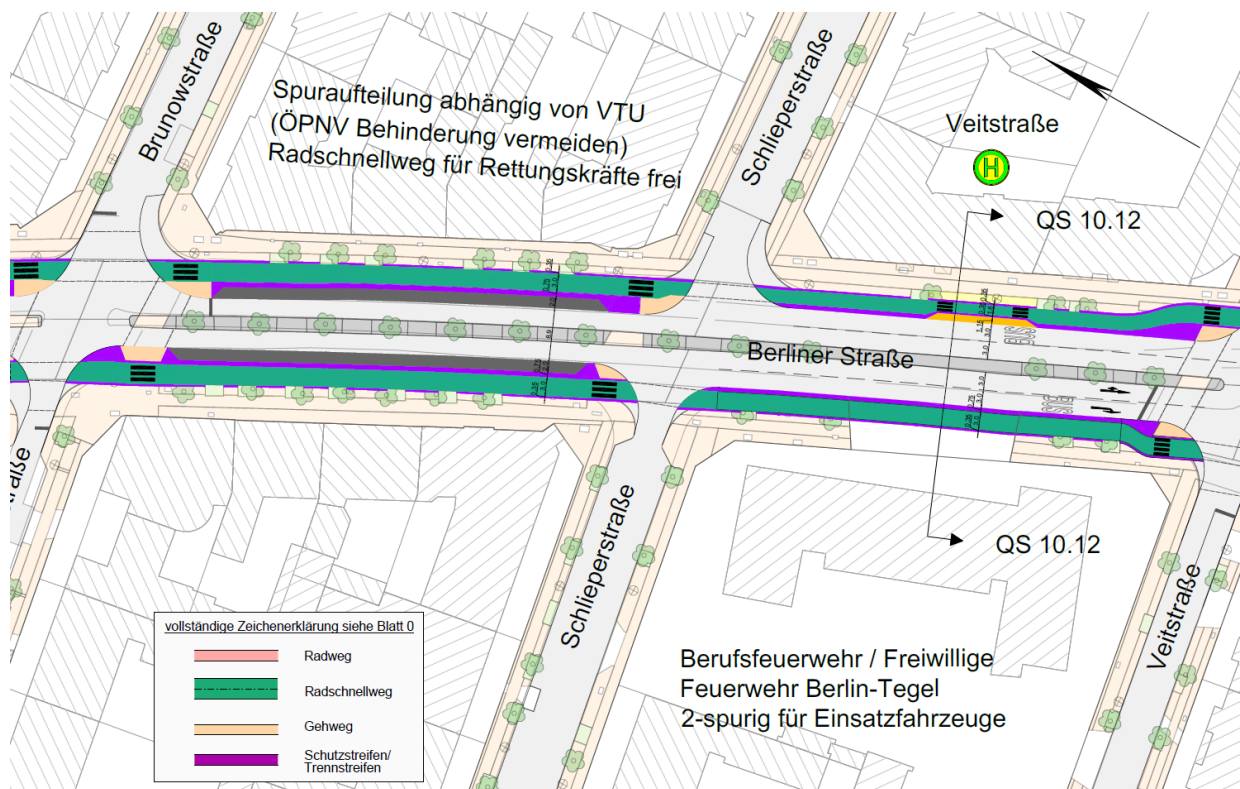 Brunowstraße
Spuraufteilung abhängig von VTU
(ÖPNV Behinderung vermeiden)
Radschnellweg für Rettungskräfte frei
Schlieperstraße
Veitstraße
H
QS 10.12
Berliner Straße
BUS
BUS
QS 10.12
Schlieperstraße
Veitstraße
Berufsfeuerwehr / Freiwillige
Feuerwehr Berlin-Tegel
2-spurig für Einsatzfahrzeuge
vollständige Zeichenerklärung siehe Blatt 0
Radweg
Radschnellweg
Gehweg
Schutzstreifen/
Trennstreifen